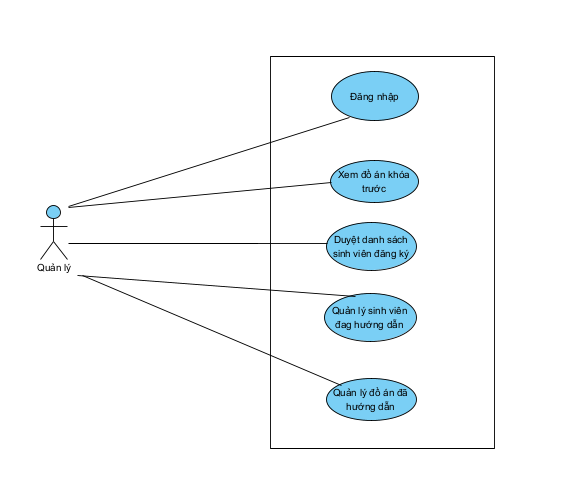 Đăng nhập
Xem đồ án khóa
trước
Duyệt danh sách
sinh viên đăng ký
Quản lý
Quản lý sinh viên
đag hướng dẫn
Quản lý đồ án đã
hướng dẫn